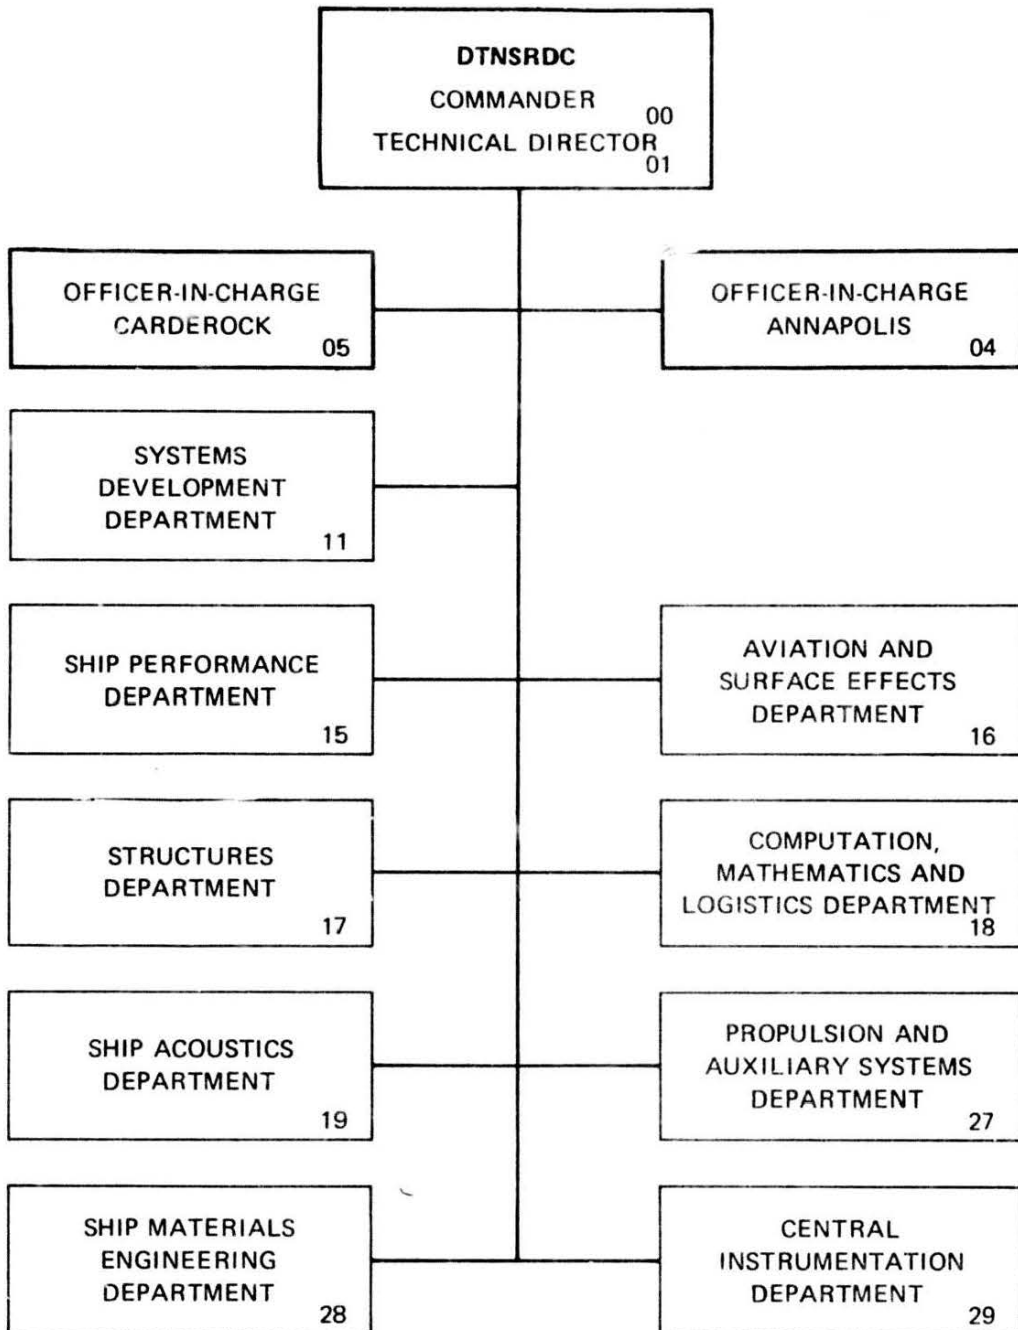 DTNSRDC
COMMANDER
00
TECHNICAL DIRECTOR
01
OFFICER-IN-CHARGE
CARDEROCK
05
OFFICER-IN-CHARGE
ANNAPOLIS
04
SYSTEMS
DEVELOPMENT
DEPARTMENT
11
SHIP PERFORMANCE
DEPARTMENT
15
AVIATION AND
SURFACE EFFECTS
DEPARTMENT
16
STRUCTURES
DEPARTMENT
17
COMPUTATION,
MATHEMATICS AND
LOGISTICS DEPARTMENT
18
SHIP ACOUSTICS
DEPARTMENT
19
PROPULSION AND
AUXILIARY SYSTEMS
DEPARTMENT
27
SHIP MATERIALS
ENGINEERING
DEPARTMENT
28
CENTRAL
INSTRUMENTATION
DEPARTMENT
29